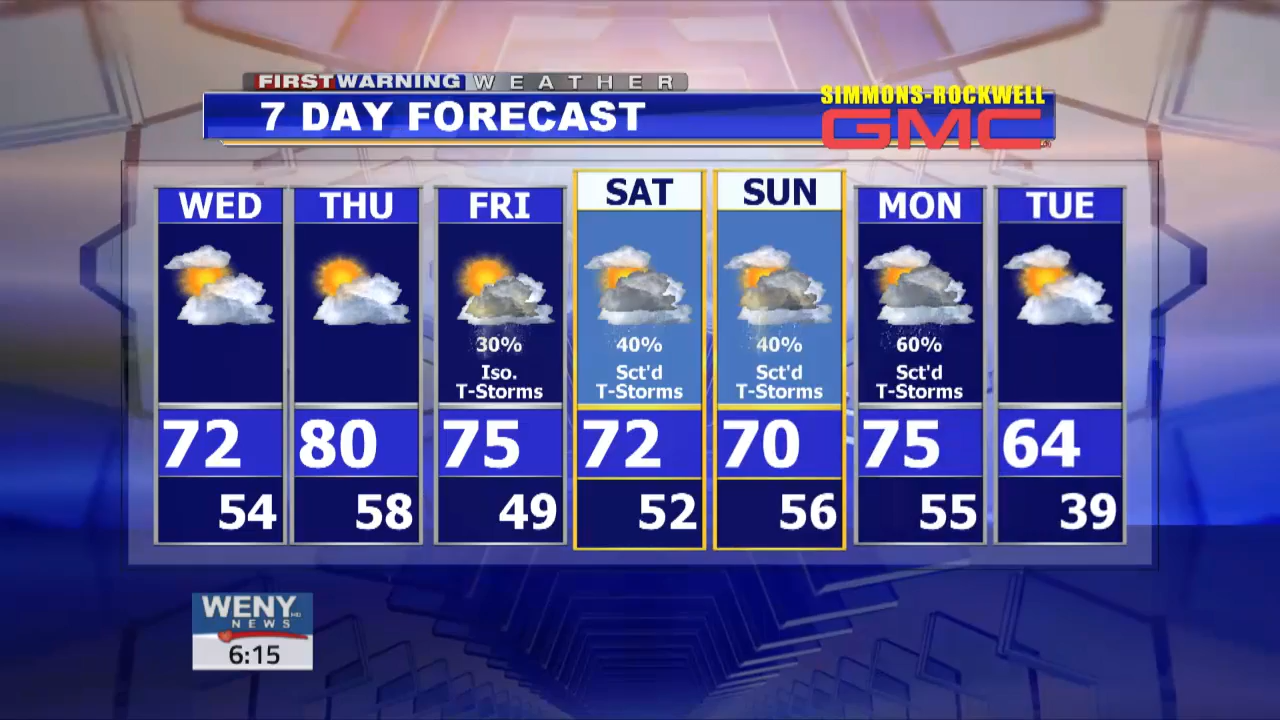 FIRSTWARNING WEATHER
7 DAY FORECAST
SIMMONS-ROCKWELL
GMC
WED THU FRI SAT SUN MON TUE
30% 40% 40% 60%
Iso. Sct'd Sct'd Sct'd
T-Storms T-Storms T-Storms T-Storms
72 80 75 72 70 75 64
54 58 49 52 56 55 39
WENY HD
NEWS
6:15